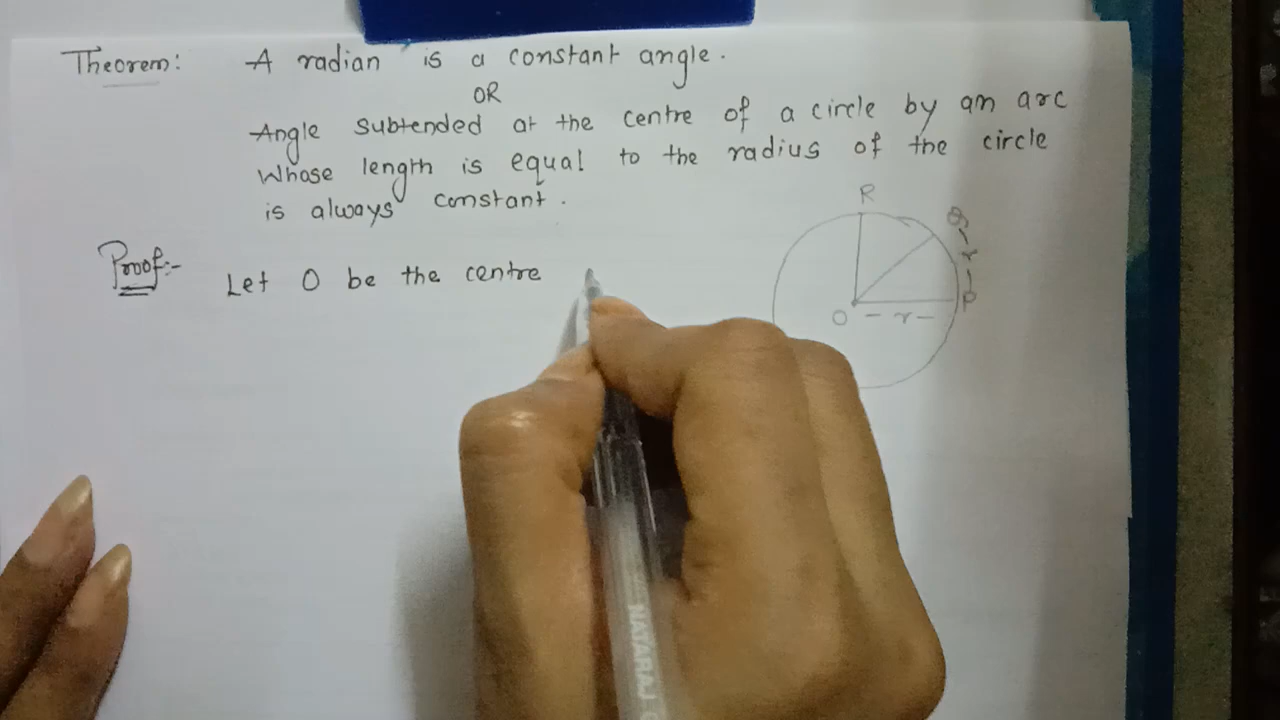 Theorem: A radian is a constant angle.
OR
Angle subtended at the centre of a circle by an arc
Whose length is equal to the radius of the circle
is always constant.
Proof:- Let O be the centre
R
Q
- r -
P
O - r -
NATARAJ